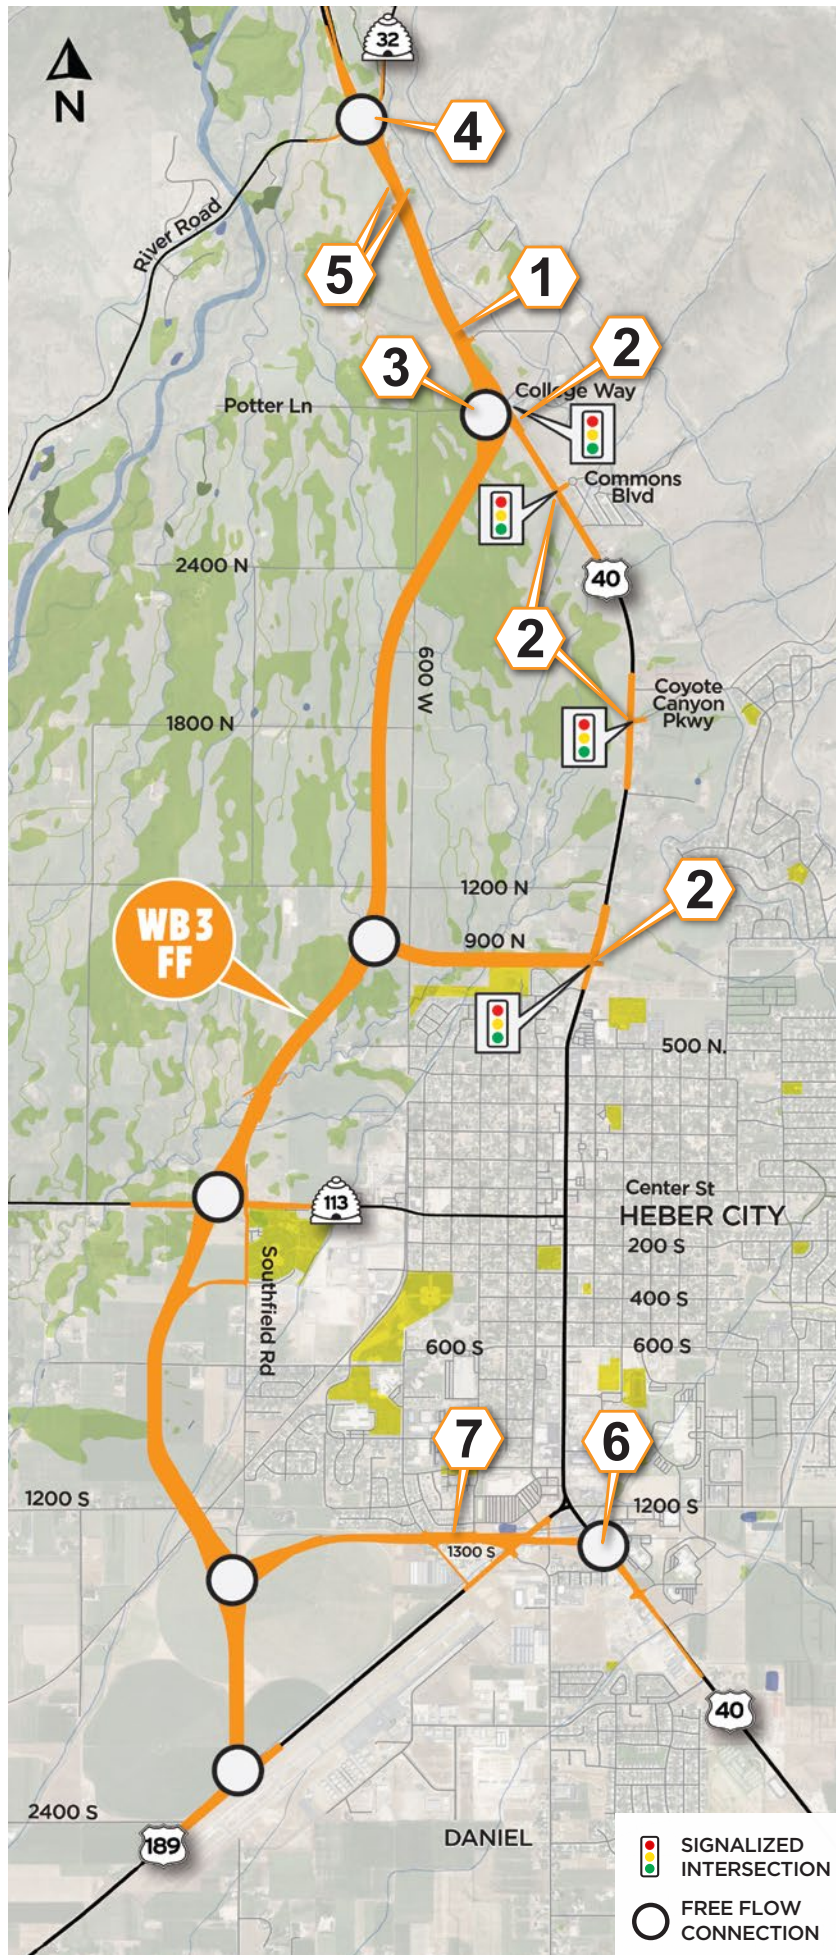 32
N
4
River Road
5
1
2
3
College Way
Potter Ln
Commons
Blvd
2400 N
40
2
600 W
Coyote
Canyon
Pkwy
1800 N
1200 N
2
WB 3
FF
900 N
500 N.
Center St
113
HEBER CITY
200 S
Southfield Rd
400 S
600 S
600 S
7
6
1200 S
1200 S
1300 S
40
2400 S
189
DANIEL
SIGNALIZED
INTERSECTION
FREE FLOW
CONNECTION